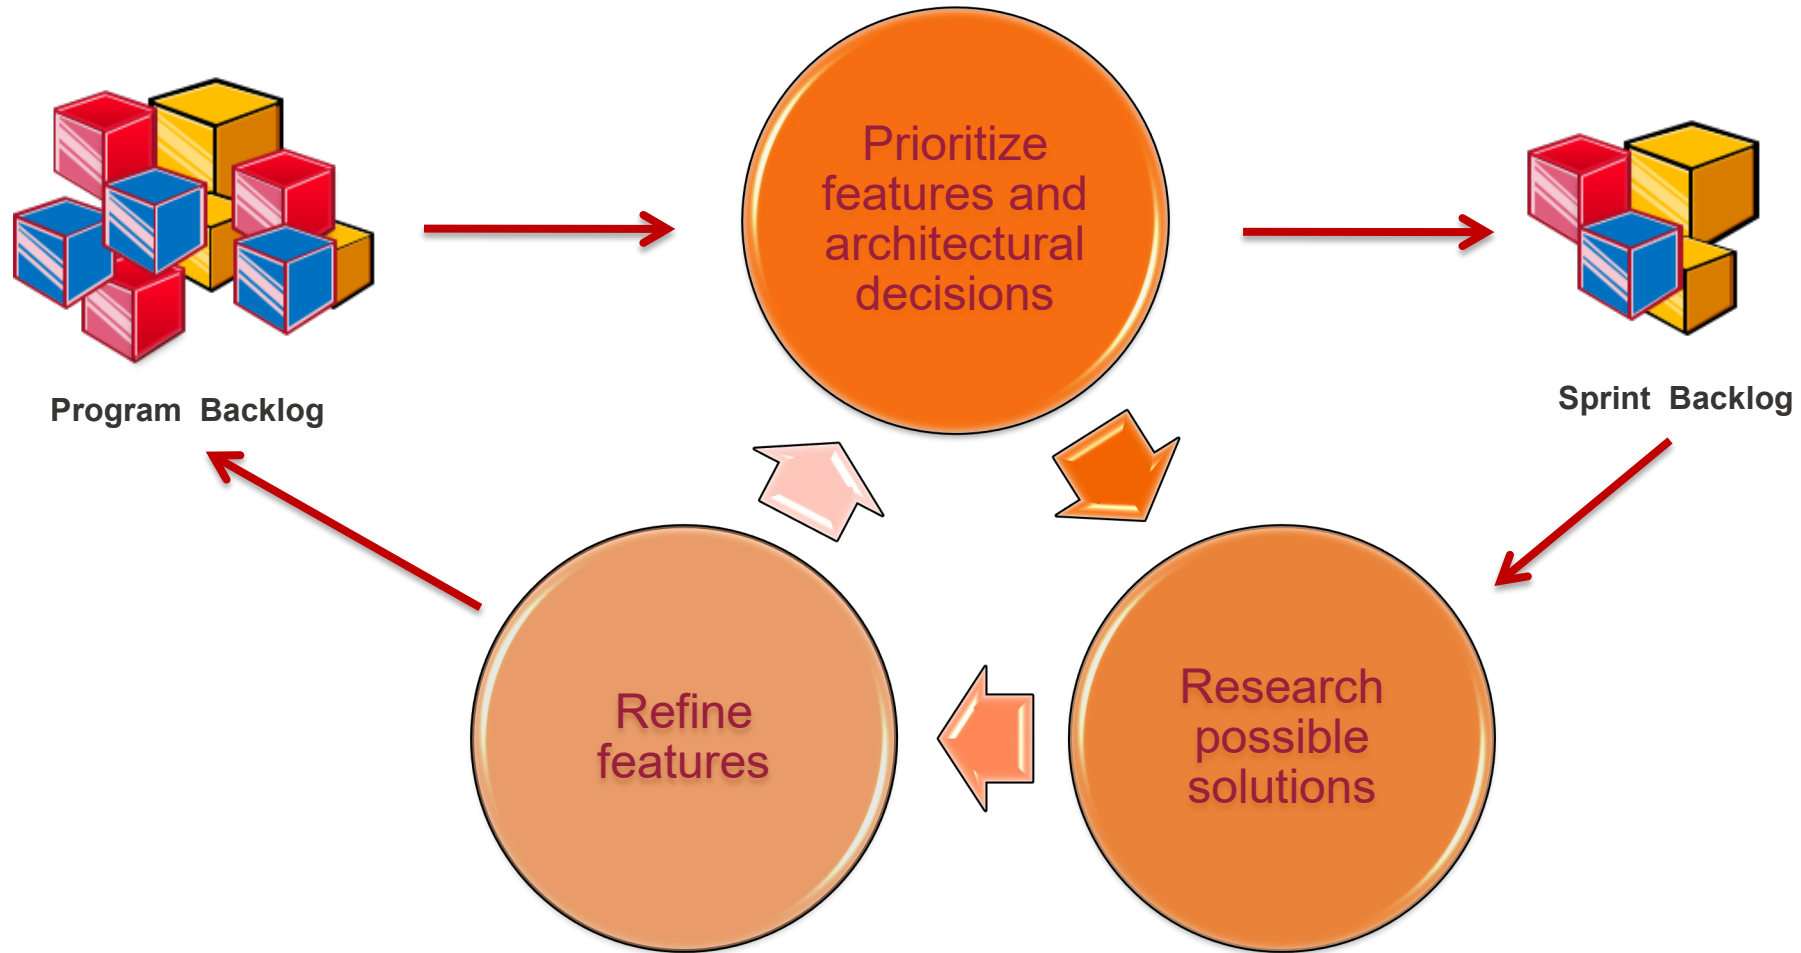 Prioritize
features and
architectural
decisions
Program Backlog
Sprint Backlog
Refine
features
Research
possible
solutions